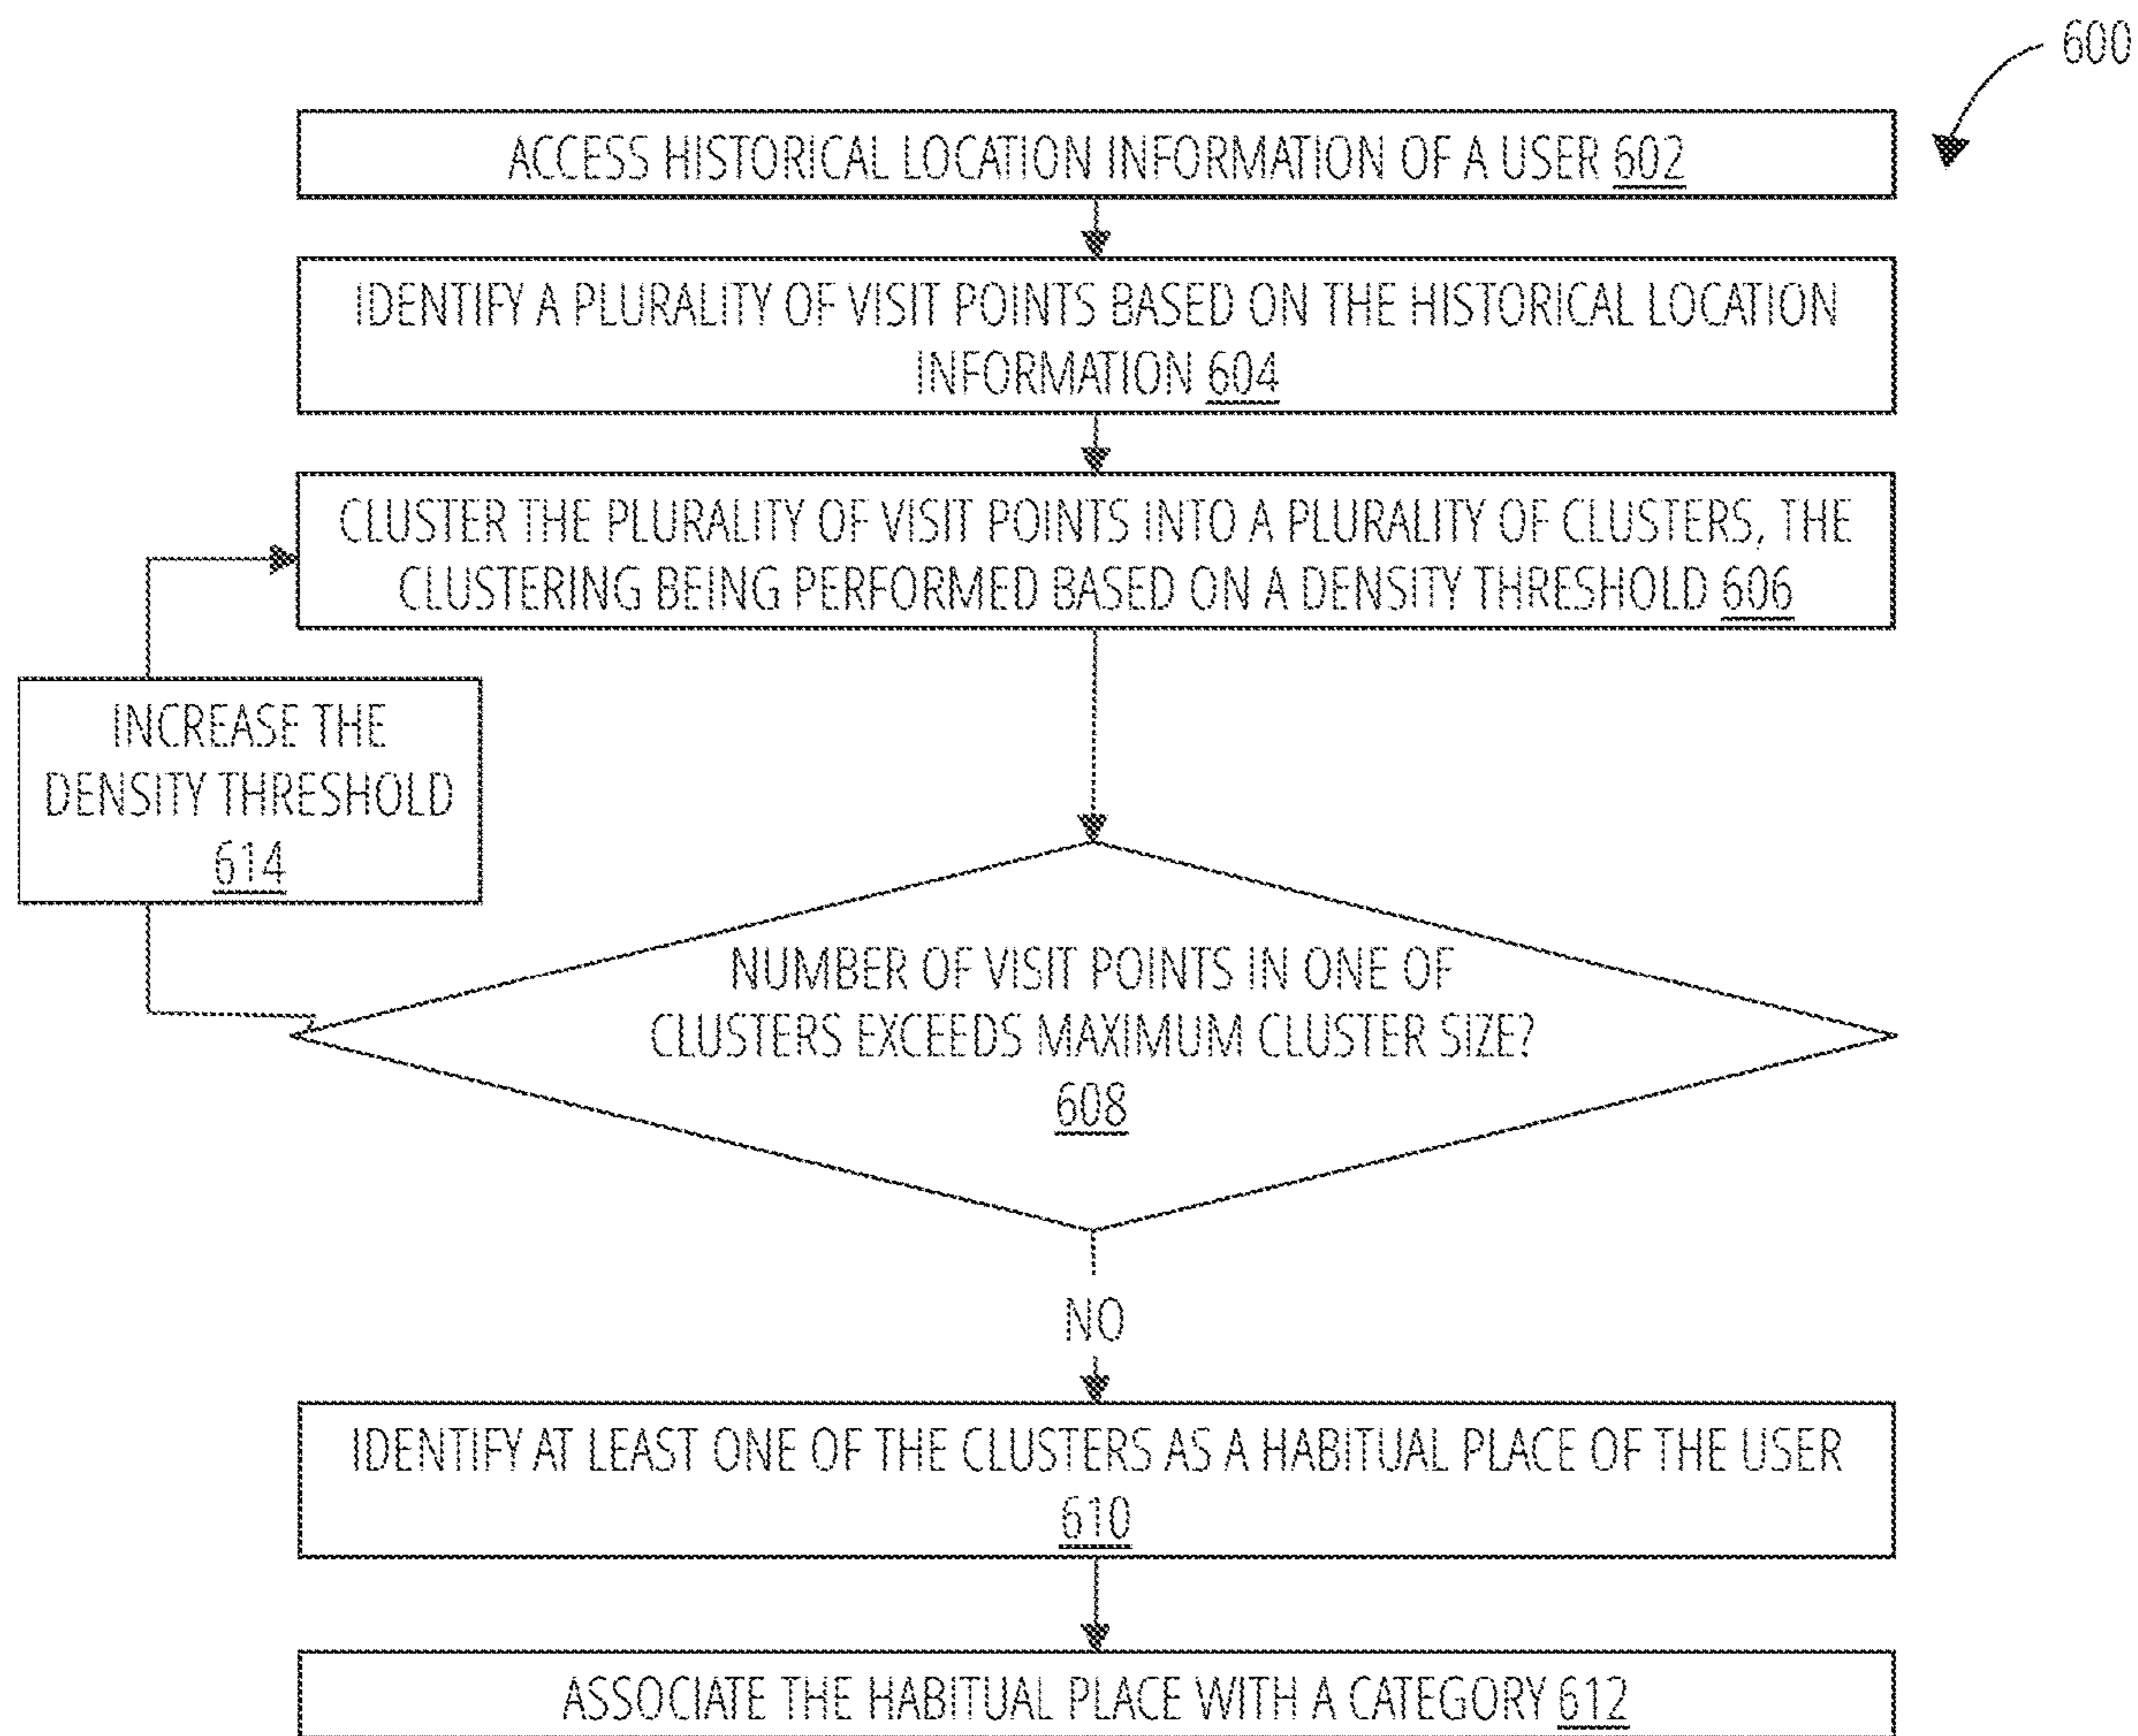 600
ACCESS HISTORICAL LOCATION INFORMATION OF A USER 602
IDENTIFY A PLURALITY OF VISIT POINTS BASED ON THE HISTORICAL LOCATION
INFORMATION 604
CLUSTER THE PLURALITY OF VISIT POINTS INTO A PLURALITY OF CLUSTERS, THE
CLUSTERING BEING PERFORMED BASED ON A DENSITY THRESHOLD 606
INCREASE THE
DENSITY THRESHOLD
614
NUMBER OF VISIT POINTS IN ONE OF
CLUSTERS EXCEEDS MAXIMUM CLUSTER SIZE?
608
NO
IDENTIFY AT LEAST ONE OF THE CLUSTERS AS A HABITUAL PLACE OF THE USER
610
ASSOCIATE THE HABITUAL PLACE WITH A CATEGORY 612